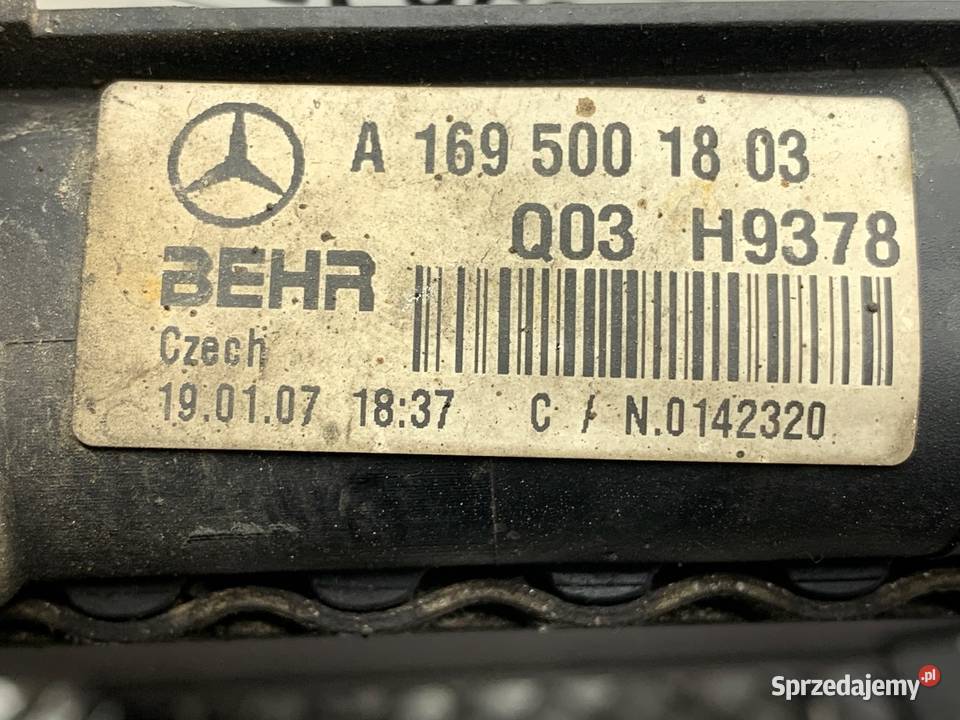 A 169 500 18 03
Q03 H9378
BEHR
Czech
19.01.07 18:37 C / N.0142320
Sprzedajemy.pl